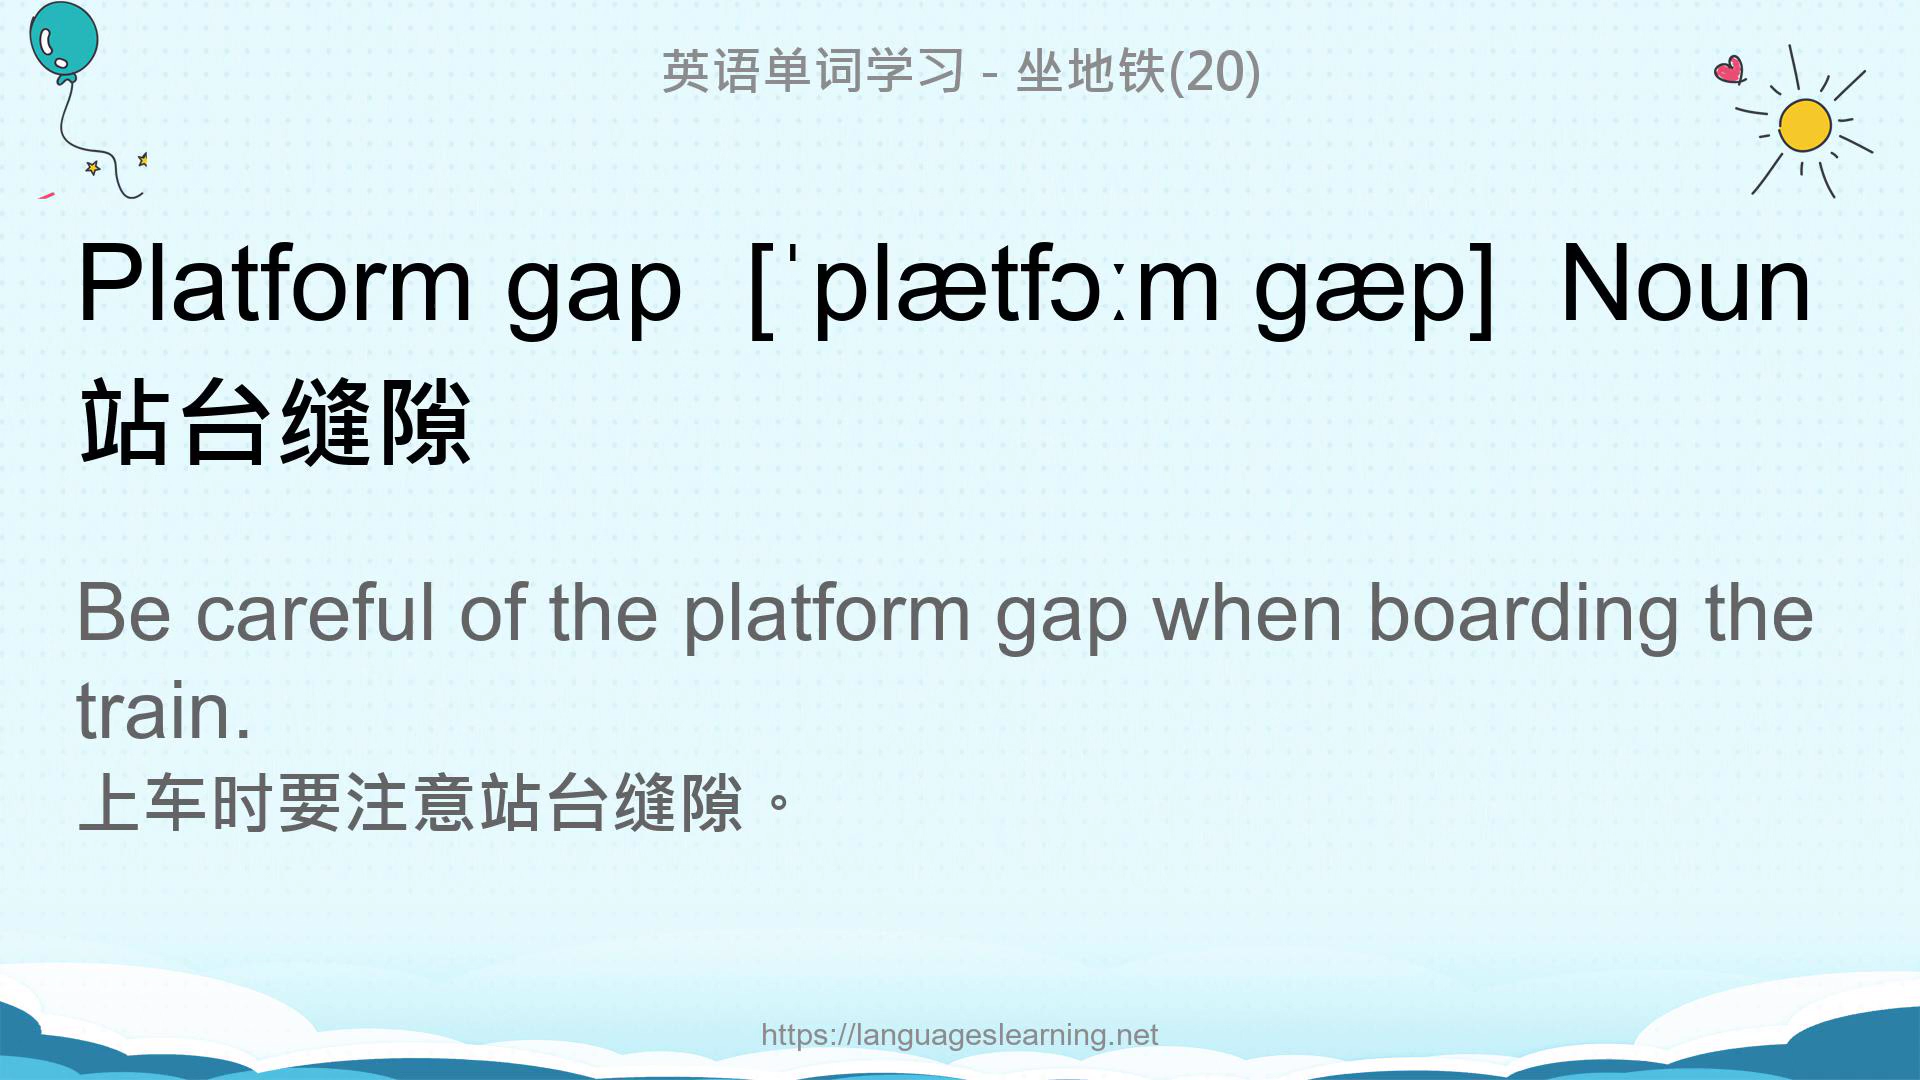 英语单词学习 - 坐地铁(20)
Platform gap [ˈplætfɔːm gæp] Noun
站台缝隙
Be careful of the platform gap when boarding the
train.
上车时要注意站台缝隙。
https://languageslearning.net